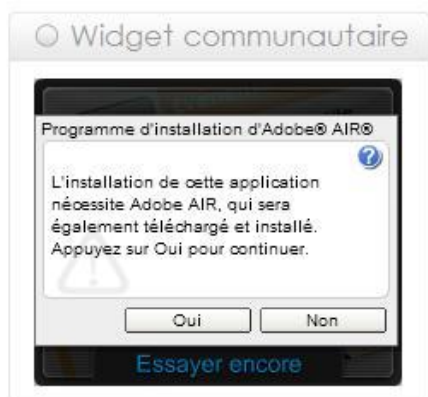 Widget communautaire
Programme d'installation d'Adobe® AIR®
L'installation de cette application
nécessite Adobe AIR, qui sera
également téléchargé et installé.
Appuyez sur Oui pour continuer.
Oui Non
Essayer encore